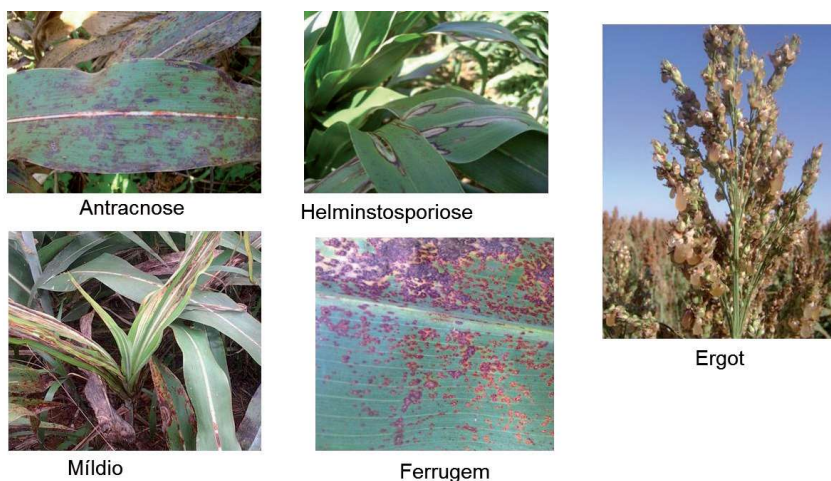 Antracnose
Helminstosporiose
Ergot
Míldio
Ferrugem